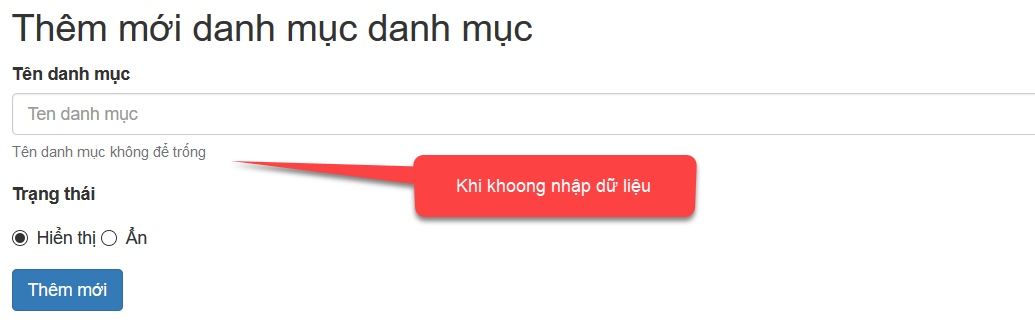 Thêm mới danh mục danh mục
Tên danh mục
Ten danh mục
Tên danh mục không để trống
Khi khoong nhập dữ liệu
Trạng thái
Hiển thị Ẩn
Thêm mới